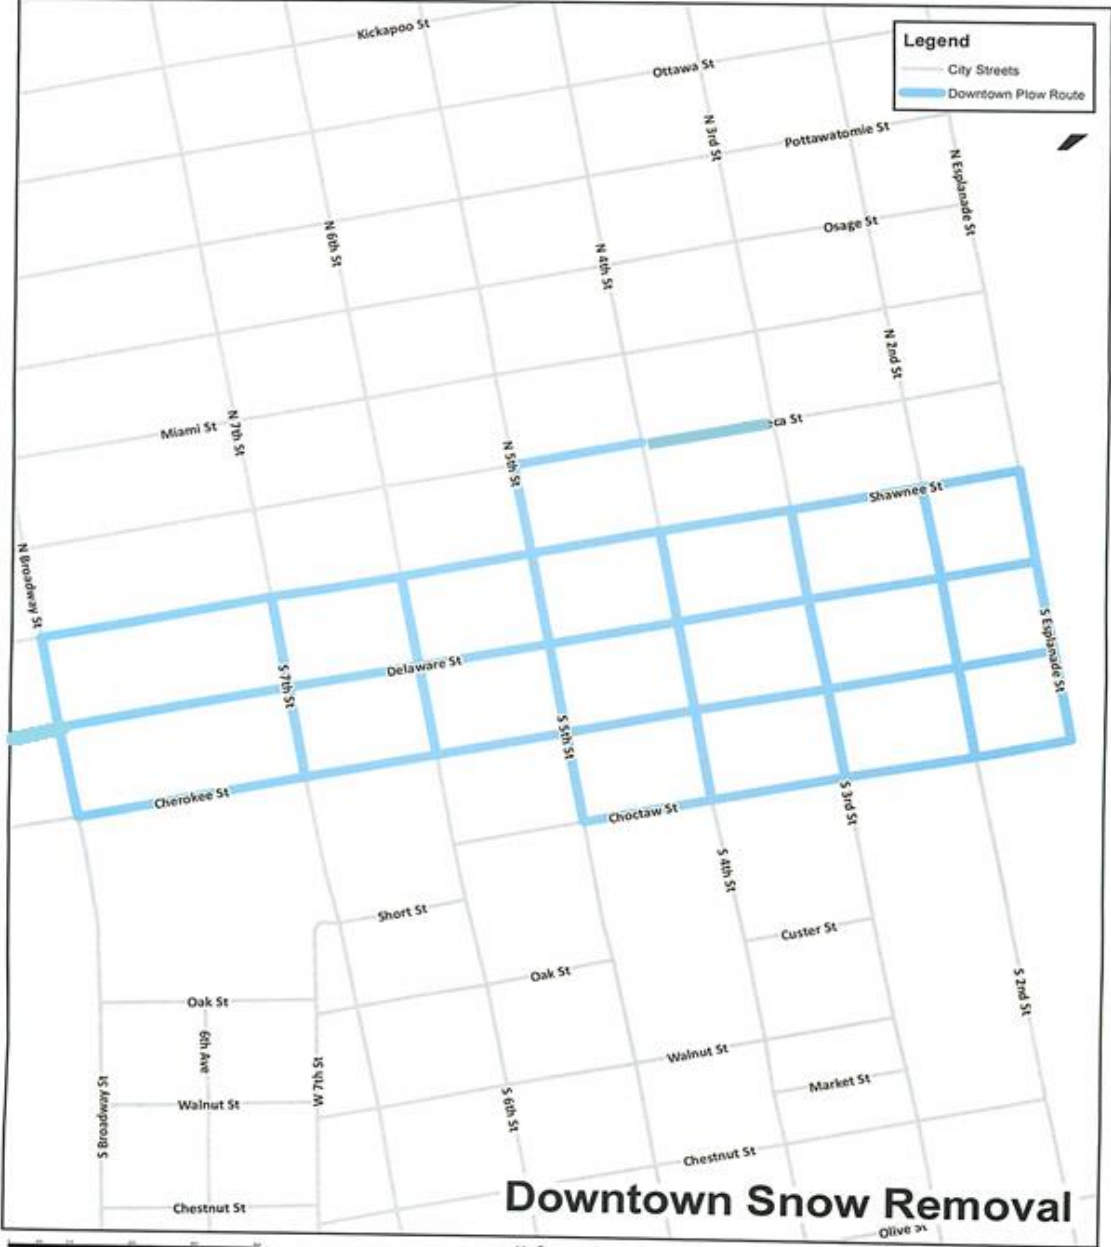 Kickapoo St
Legend
City Streets
Downtown Plow Route
Ottawa St
N 3rd St
Pottawatomie St
N Esplanade St
Osage St
N 6th St
N 4th St
N 2nd St
Miami St
N 7th St
eca St
N 5th St
Shawnee St
N Broadway St
S Esplanade St
Delaware St
S 7th St
S 5th St
Cherokee St
Choctaw St
S 3rd St
S 4th St
Short St
Custer St
Oak St
S 2nd St
Oak St
6th Ave
Walnut St
W 7th St
Market St
S Broadway St
Walnut St
S 6th St
Chestnut St
Downtown Snow Removal
Chestnut St
Olive St